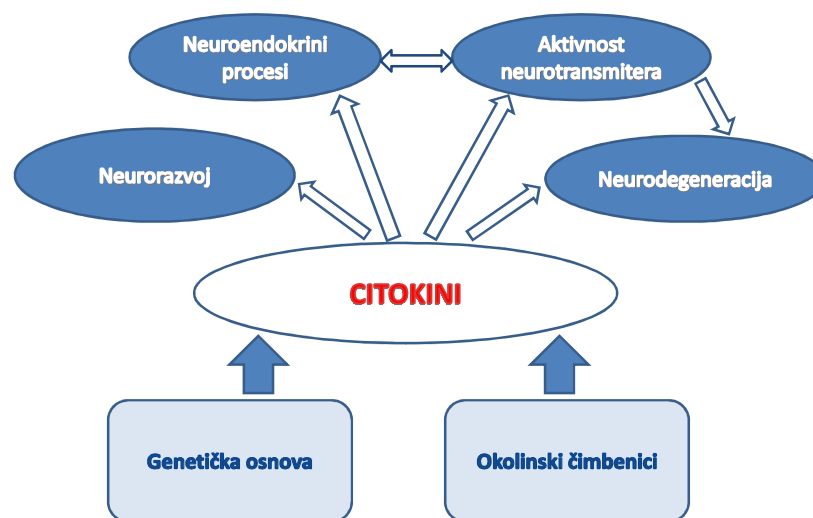 Neuroendokrini
procesi
Aktivnost
neurotransmitera
Neurorazvoj
Neurodegeneracija
CITOKINI
Genetička osnova
Okolinski čimbenici